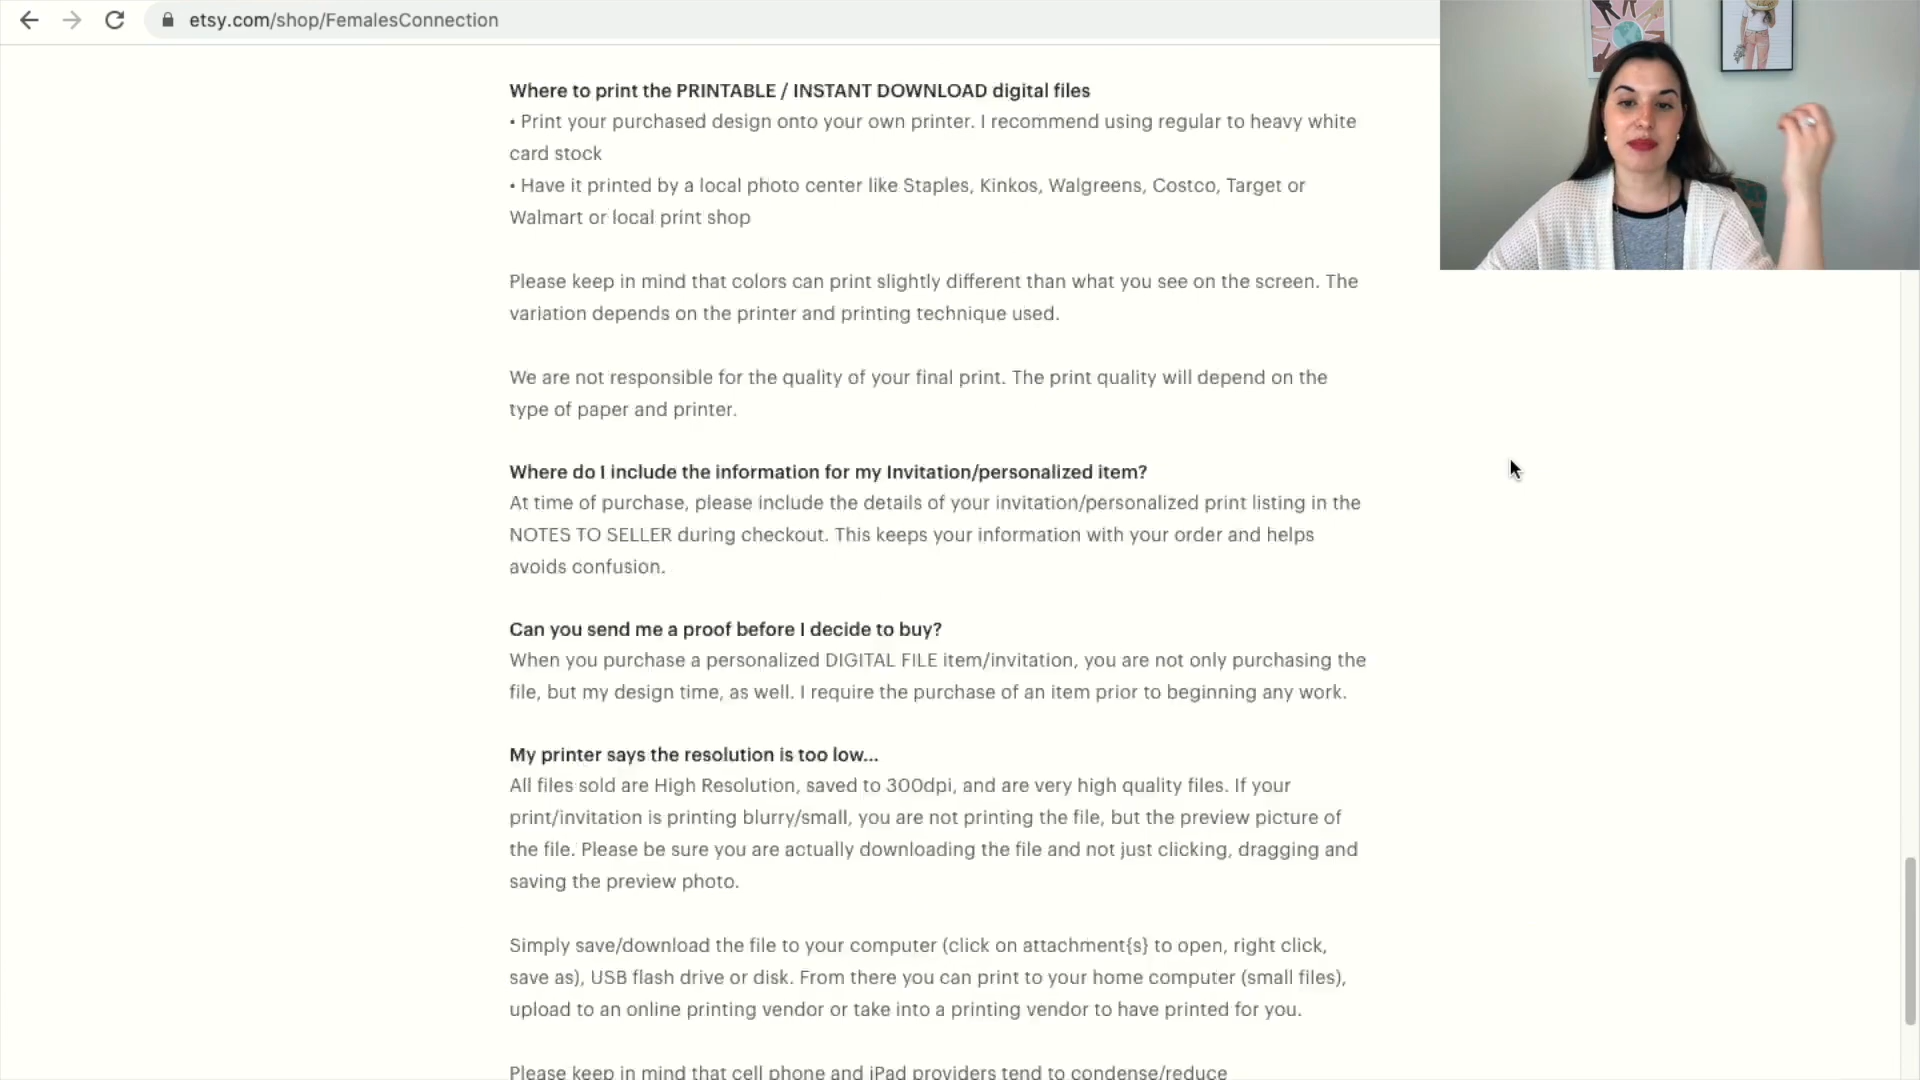 etsy.com/shop/FemalesConnection
Where to print the PRINTABLE / INSTANT DOWNLOAD digital files
• Print your purchased design onto your own printer. I recommend using regular to heavy white
card stock
• Have it printed by a local photo center like Staples, Kinkos, Walgreens, Costco, Target or
Walmart or local print shop
Please keep in mind that colors can print slightly different than what you see on the screen. The
variation depends on the printer and printing technique used.
We are not responsible for the quality of your final print. The print quality will depend on the
type of paper and printer.
Where do I include the information for my Invitation/personalized item?
At time of purchase, please include the details of your invitation/personalized print listing in the
NOTES TO SELLER during checkout. This keeps your information with your order and helps
avoids confusion.
Can you send me a proof before I decide to buy?
When you purchase a personalized DIGITAL FILE item/invitation, you are not only purchasing the
file, but my design time, as well. I require the purchase of an item prior to beginning any work.
My printer says the resolution is too low...
All files sold are High Resolution, saved to 300dpi, and are very high quality files. If your
print/invitation is printing blurry/small, you are not printing the file, but the preview picture of
the file. Please be sure you are actually downloading the file and not just clicking, dragging and
saving the preview photo.
Simply save/download the file to your computer (click on attachment{s} to open, right click,
save as), USB flash drive or disk. From there you can print to your home computer (small files),
upload to an online printing vendor or take into a printing vendor to have printed for you.
Please keep in mind that cell phone and iPad providers tend to condense/reduce